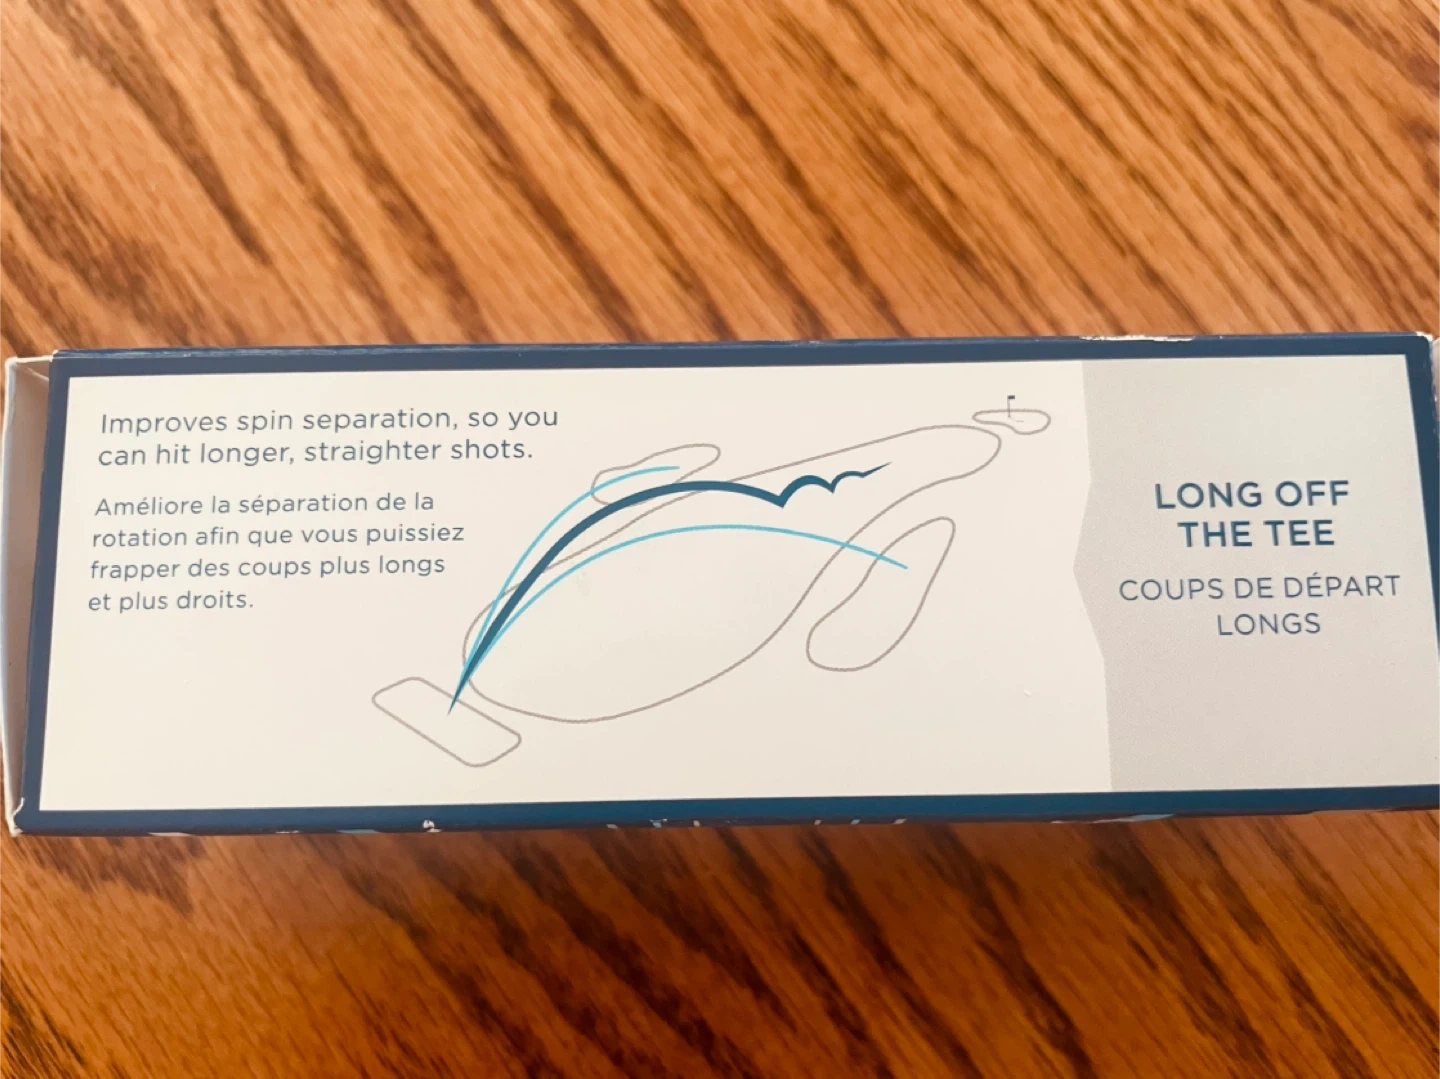 Improves spin separation, so you
can hit longer, straighter shots.
Améliore la séparation de la
rotation afin que vous puissiez
frapper des coups plus longs
et plus droits.
LONG OFF
THE TEE
COUPS DE DÉPART
LONGS